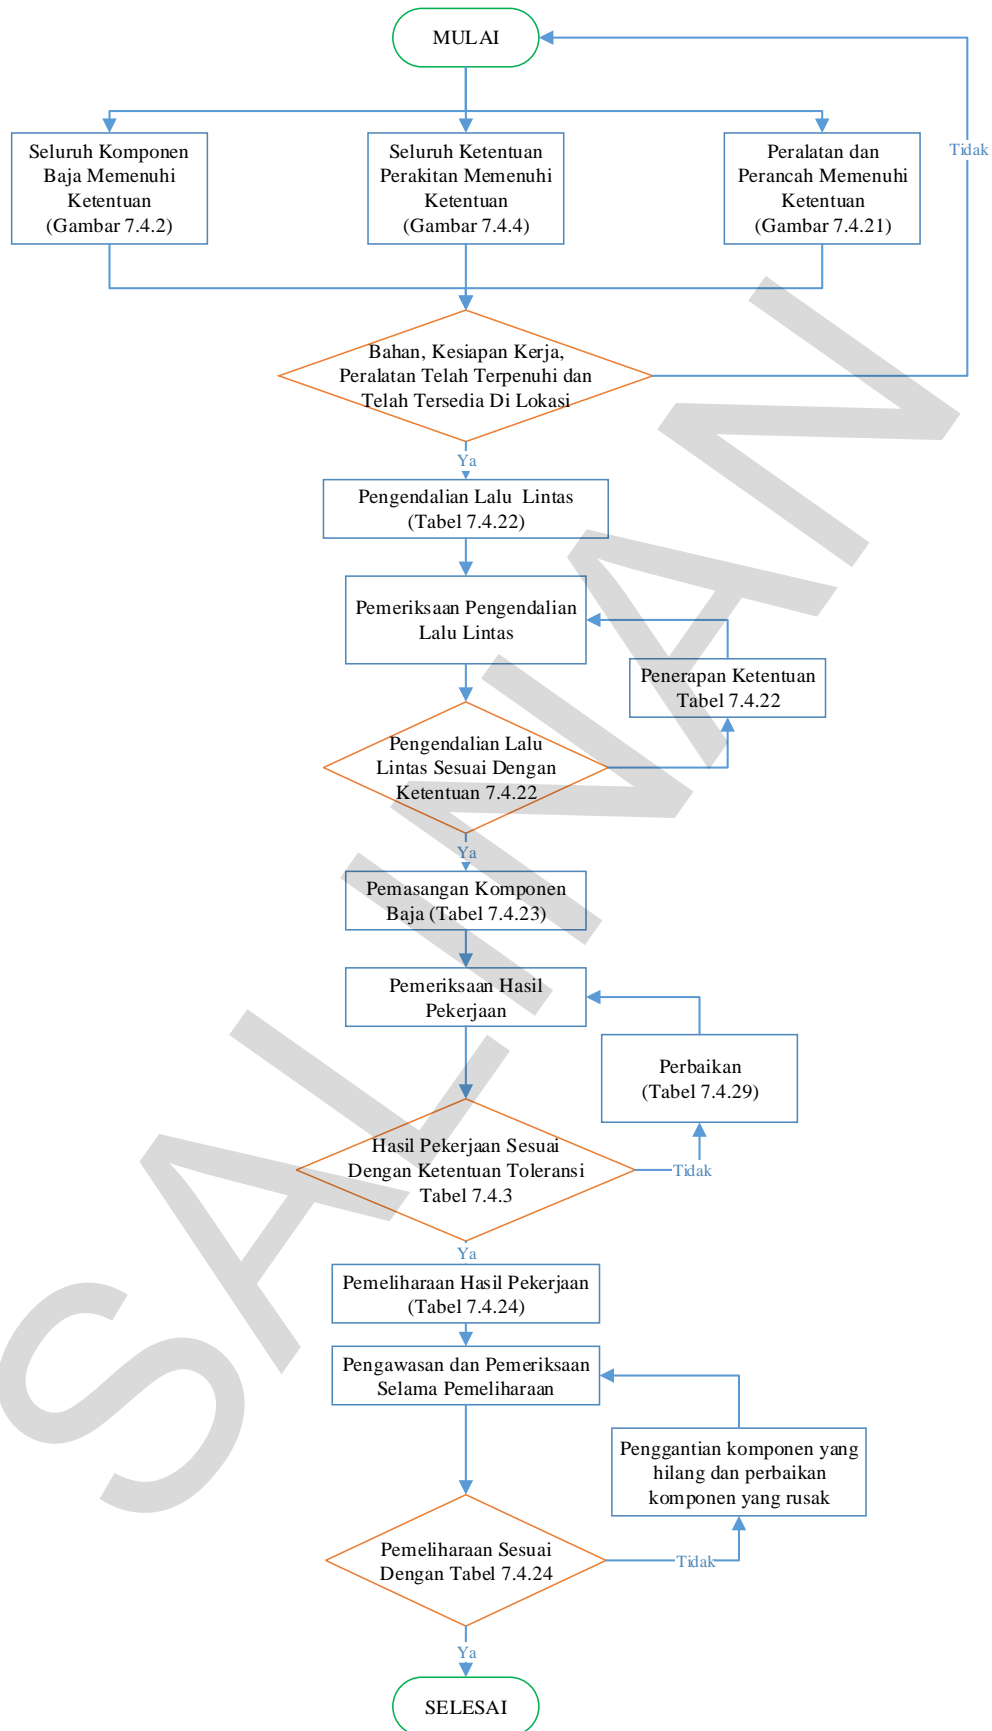 MULAI
Seluruh Komponen
Baja Memenuhi
Ketentuan
(Gambar 7.4.2)
Seluruh Ketentuan
Perakitan Memenuhi
Ketentuan
(Gambar 7.4.4)
Peralatan dan
Perancah Memenuhi
Ketentuan
(Gambar 7.4.21)
Tidak
Bahan, Kesiapan Kerja,
Peralatan Telah Terpenuhi dan
Telah Tersedia Di Lokasi
Ya
Pengendalian Lalu Lintas
(Tabel 7.4.22)
Pemeriksaan Pengendalian
Lalu Lintas
Penerapan Ketentuan
Tabel 7.4.22
Pengendalian Lalu
Lintas Sesuai Dengan
Ketentuan 7.4.22
Ya
Pemasangan Komponen
Baja (Tabel 7.4.23)
Pemeriksaan Hasil
Pekerjaan
Perbaikan
(Tabel 7.4.29)
Hasil Pekerjaan Sesuai
Dengan Ketentuan Toleransi
Tabel 7.4.3
Tidak
Ya
Pemeliharaan Hasil Pekerjaan
(Tabel 7.4.24)
Pengawasan dan Pemeriksaan
Selama Pemeliharaan
Penggantian komponen yang
hilang dan perbaikan
komponen yang rusak
Pemeliharaan Sesuai
Dengan Tabel 7.4.24
Tidak
Ya
SELESAI
SALINAN